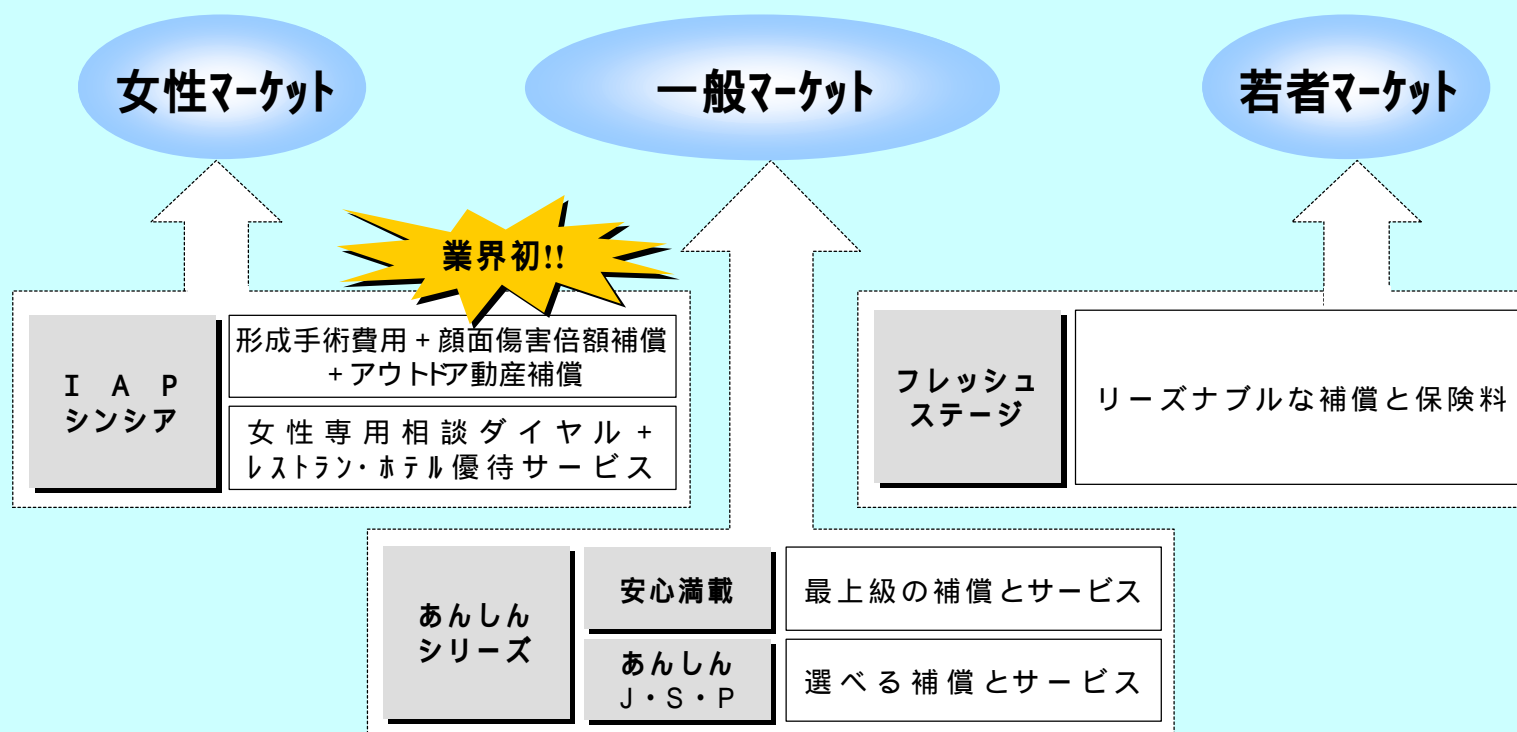 女性マーケット
一般マーケット
若者マーケット
業界初!!
IAP
シンシア
形成手術費用+顔面傷害倍額補償
+アウトドア動産補償
女性専用相談ダイヤル+
レストラン・ホテル優待サービス
フレッシュ
ステージ
リーズナブルな補償と保険料
あんしん
シリーズ
安心満載
最上級の補償とサービス
あんしん
J・S・P
選べる補償とサービス